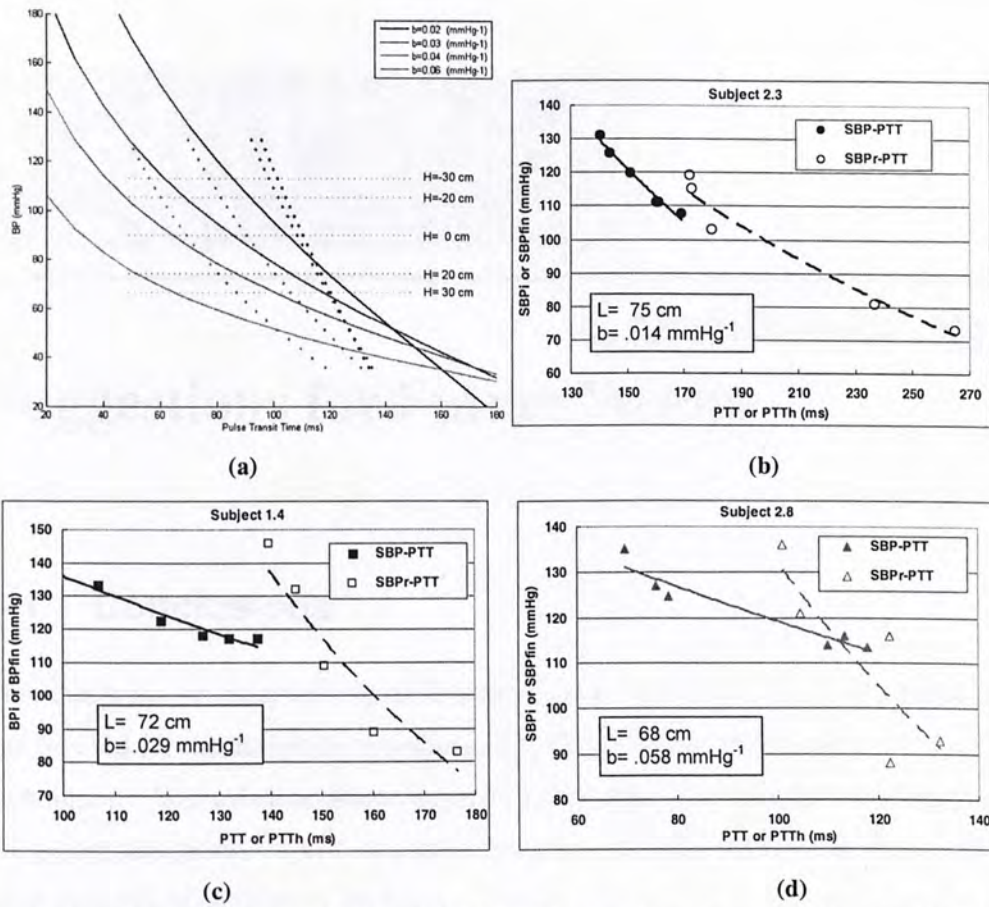 180
160
140
120
100
80
60
40
20
BP (mmHg)
b=0.02 (mmHg-1)
b=0.03 (mmHg-1)
b=0.04 (mmHg-1)
b=0.06 (mmHg-1)
H=-30 cm
H=-20 cm
H= 0 cm
H= 20 cm
H= 30 cm
20 40 60 80 100 120 140 160 180
Pulse Transit Time (ms)
(a)
Subject 2.3
140
130
120
110
100
90
80
70
60
SBPi or SBPfin (mmHg)
SBP-PTT
SBPr-PTT
L= 75 cm
b= .014 mmHg-1
130 150 170 190 210 230 250 270
PTT or PTTh (ms)
(b)
Subject 1.4
150
140
130
120
110
100
90
80
70
BPi or BPfin (mmHg)
SBP-PTT
SBPr-PTT
L= 72 cm
b= .029 mmHg-1
100 110 120 130 140 150 160 170 180
PTT or PTTh (ms)
(c)
Subject 2.8
140
130
120
110
100
90
80
SBPi or SBPfin (mmHg)
SBP-PTT
SBPr-PTT
L= 68 cm
b= .058 mmHg-1
60 80 100 120 140
PTT or PTTh (ms)
(d)